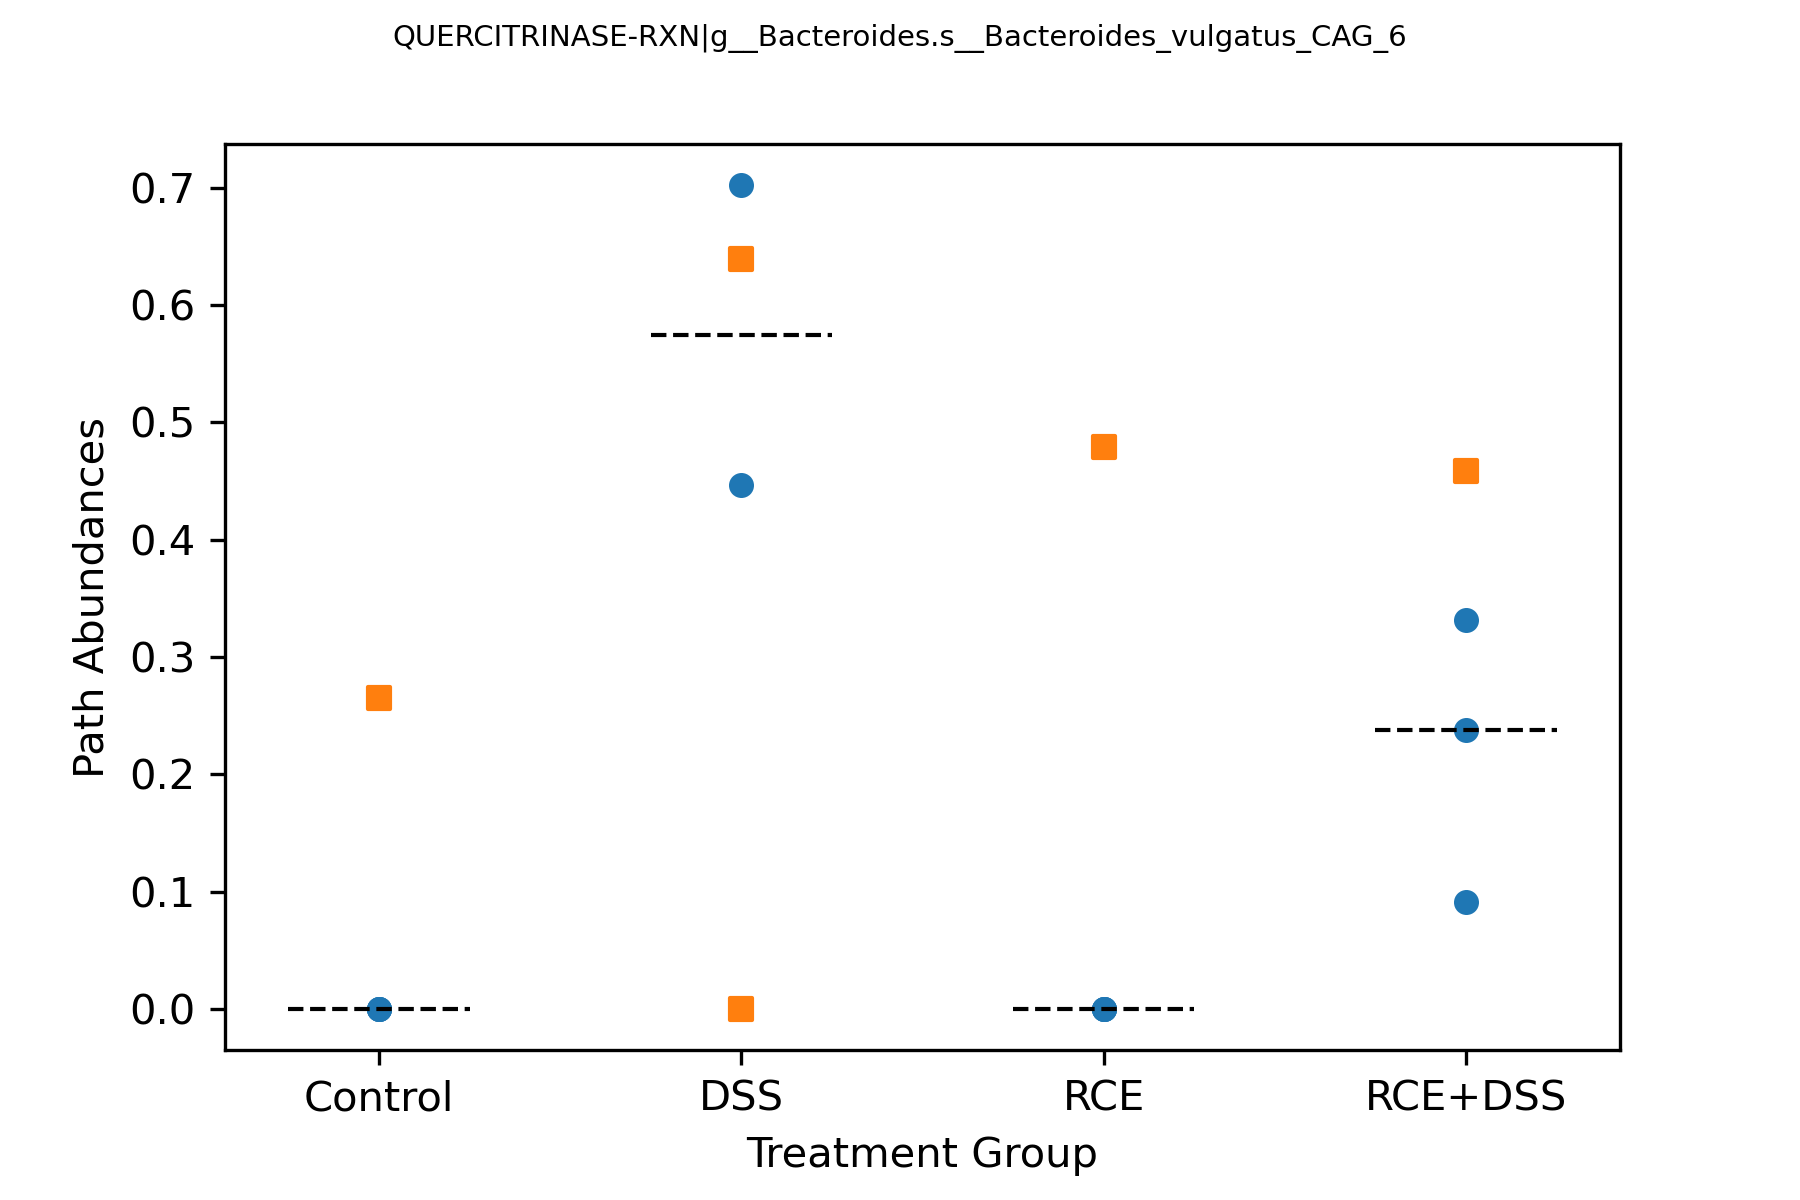 QUERCITRINASE-RXN|g__Bacteroides.s__Bacteroides_vulgatus_CAG_6
0.7
0.6
0.5
0.4
0.3
0.2
0.1
0.0
Path Abundances
Control DSS RCE RCE+DSS
Treatment Group